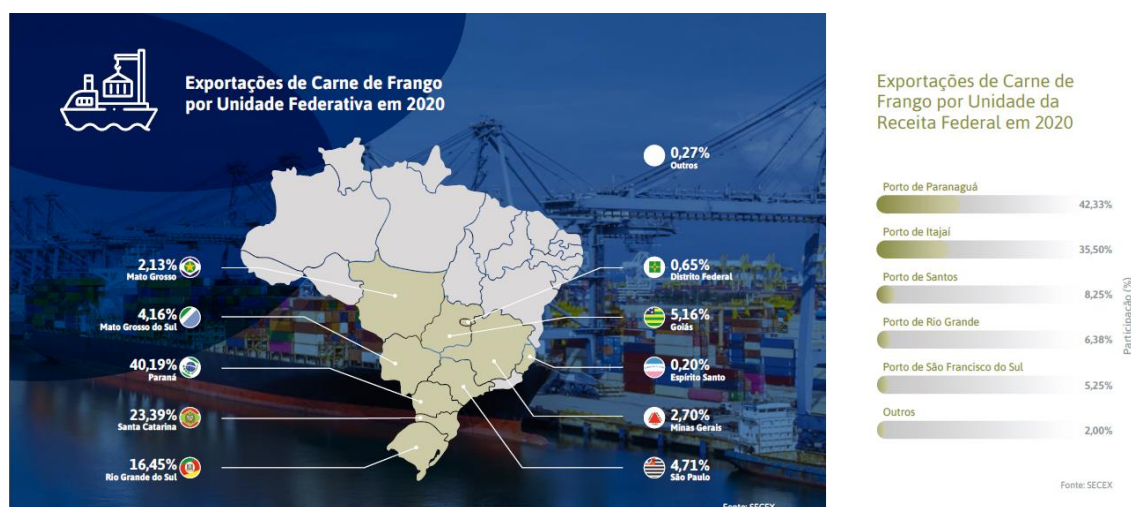 Exportações de Carne de Frango
por Unidade Federativa em 2020
0,27%
Outros
2,13%
Mato Grosso
4,16%
Mato Grosso do Sul
40,19%
Paraná
23,39%
Santa Catarina
16,45%
Rio Grande do Sul
0,65%
Distrito Federal
5,16%
Goiás
0,20%
Espírito Santo
2,70%
Minas Gerais
4,71%
São Paulo
Fonte: SECEX
Exportações de Carne de
Frango por Unidade da
Receita Federal em 2020
Porto de Paranaguá
42,33%
Porto de Itajaí
35,50%
Porto de Santos
8,25%
Porto de Rio Grande
6,38%
Porto de São Francisco do Sul
5,25%
Outros
2,00%
Participação (%)
Fonte: SECEX